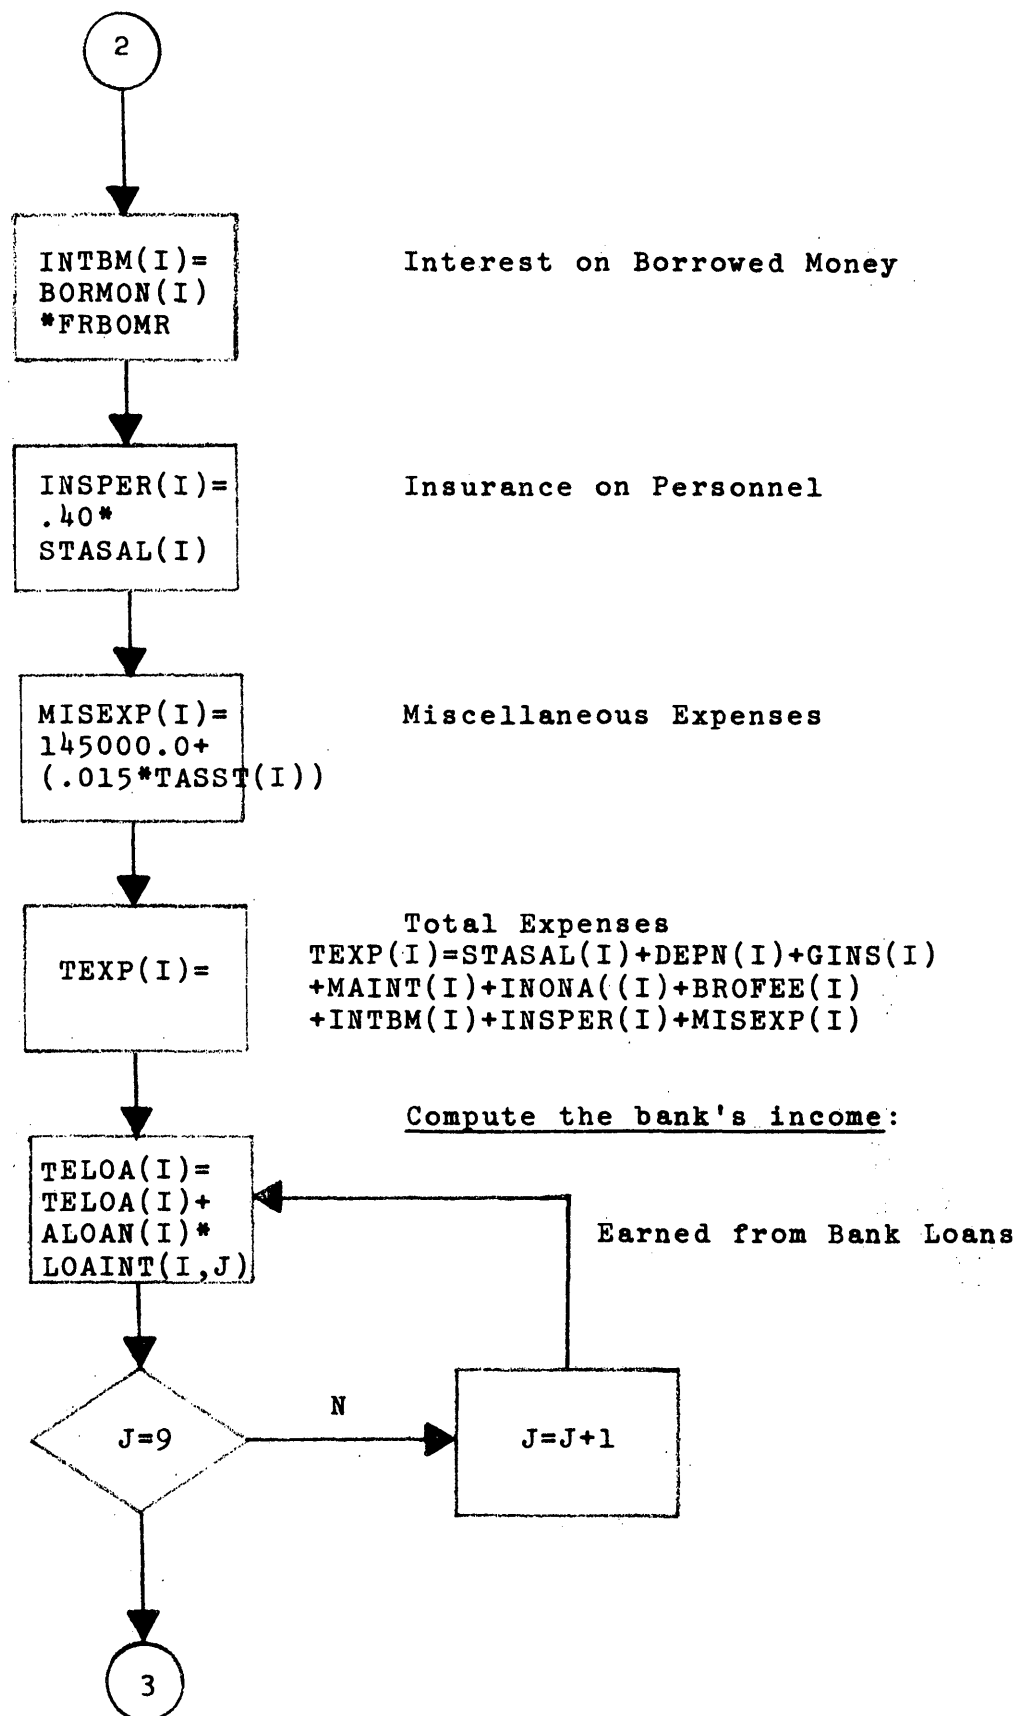 2
INTBM(I)=
BORMON(I)
*FRBOMR
Interest on Borrowed Money
INSPER(I)=
.40*
STASAL(I)
Insurance on Personnel
MISEXP(I)=
145000.0+
(.015*TASST(I))
Miscellaneous Expenses
TEXP(I)=
Total Expenses
TEXP(I)=STASAL(I)+DEPN(I)+GINS(I)
+MAINT(I)+INONA((I)+BROFEE(I)
+INTBM(I)+INSPER(I)+MISEXP(I)
Compute the bank's income:
TELOA(I)=
TELOA(I)+
ALOAN(I)*
LOAINT(I,J)
Earned from Bank Loans
J=9
N
J=J+1
3